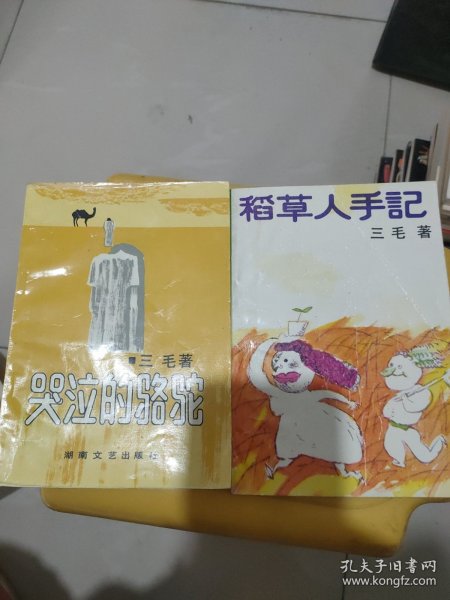 三毛著
哭泣的骆驼
湖南文艺出版社
稻草人手記
三毛 著
孔夫子旧书网
www.kongfz.com